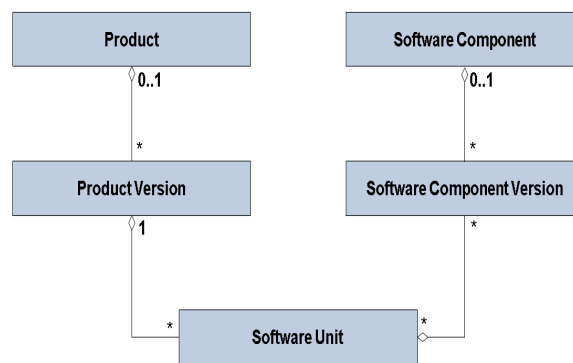 Product
Software Component
0..1
0..1
*
*
Product Version
Software Component Version
1
*
*
*
Software Unit